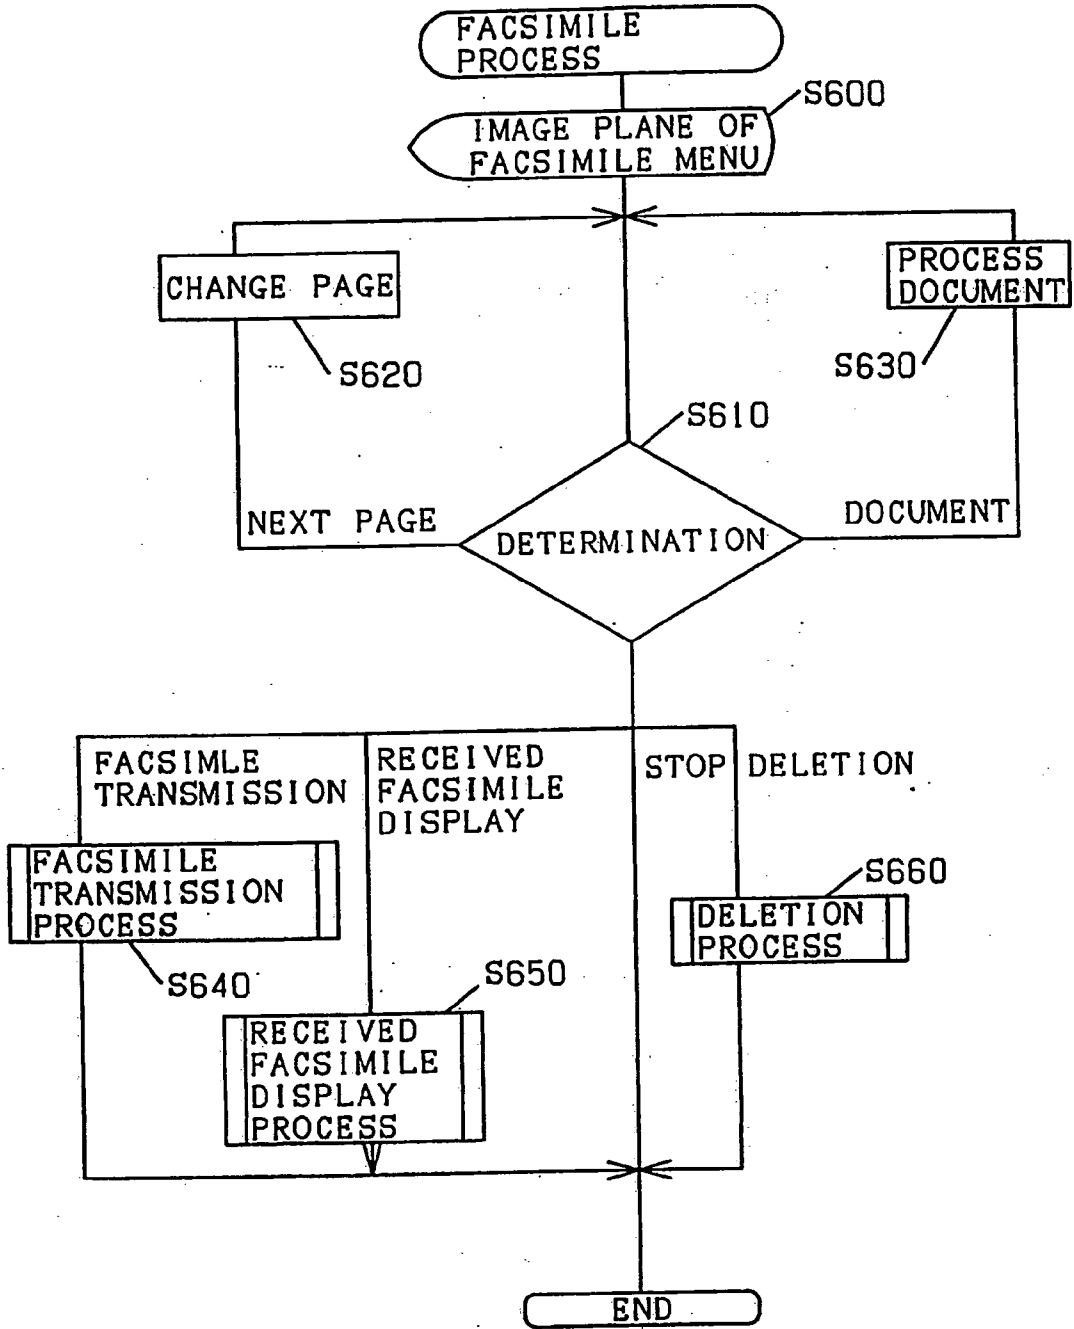 FACSIMILE
PROCESS
S600
IMAGE PLANE OF
FACSIMILE MENU
CHANGE PAGE
S620
PROCESS
DOCUMENT
S630
S610
NEXT PAGE
DETERMINATION
DOCUMENT
FACSIMLE
TRANSMISSION
RECEIVED
FACSIMILE
DISPLAY
STOP
DELETION
FACSIMILE
TRANSMISSION
PROCESS
S640
S650
RECEIVED
FACSIMILE
DISPLAY
PROCESS
S660
DELETION
PROCESS
END